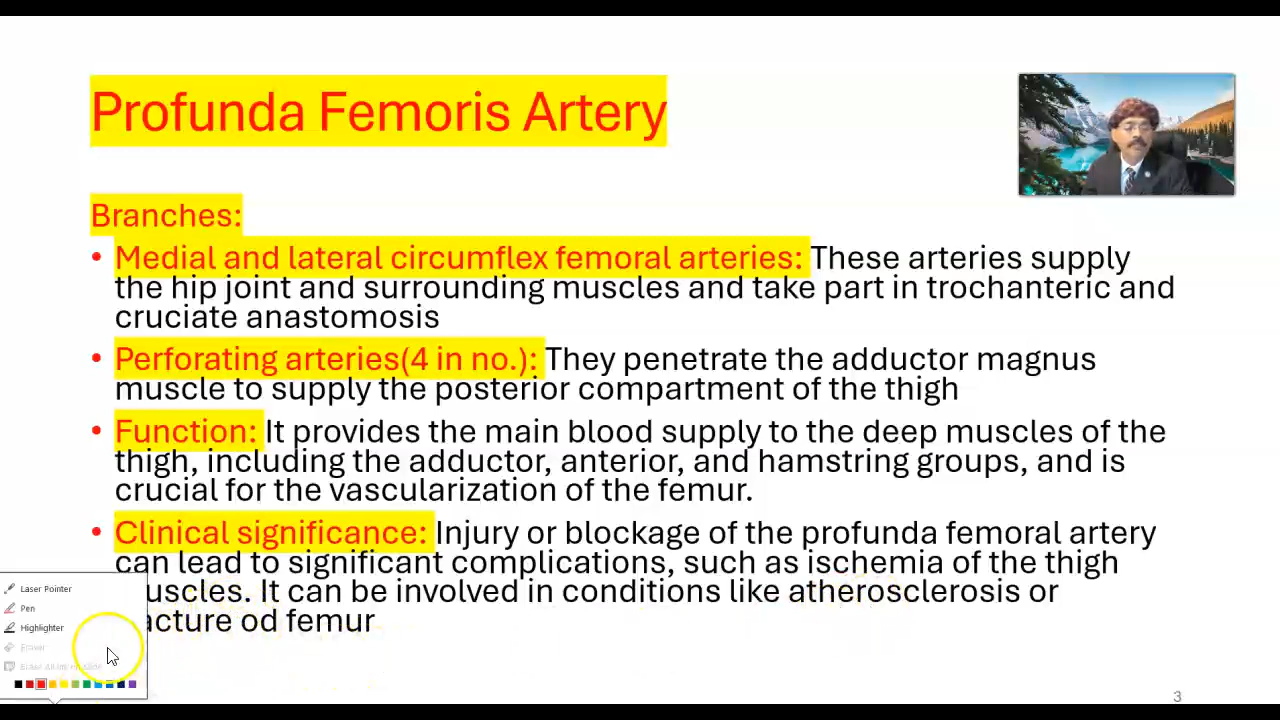 Profunda Femoris Artery
Branches:
• Medial and lateral circumflex femoral arteries: These arteries supply
the hip joint and surrounding muscles and take part in trochanteric and
cruciate anastomosis
• Perforating arteries(4 in no.): They penetrate the adductor magnus
muscle to supply the posterior compartment of the thigh
• Function: It provides the main blood supply to the deep muscles of the
thigh, including the adductor, anterior, and hamstring groups, and is
crucial for the vascularization of the femur.
• Clinical significance: Injury or blockage of the profunda femoral artery
can lead to significant complications, such as ischemia of the thigh
uscles. It can be involved in conditions like atherosclerosis or
acture od femur
Laser Pointer
Pen
Highlighter
Eraser
3